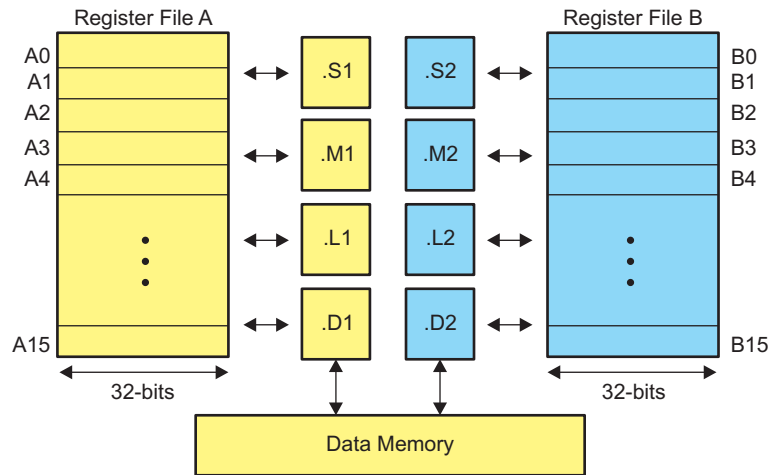 Register File A
Register File B
A0
.S1
.S2
B0
A1
B1
A2
B2
A3
.M1
.M2
B3
A4
B4
.L1
.L2
.D1
.D2
A15
B15
32-bits
32-bits
Data Memory